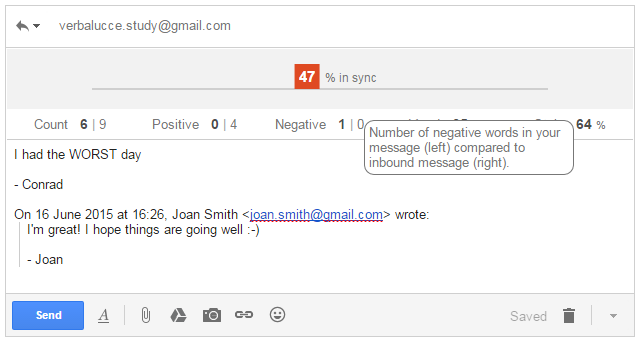 verbalucce.study@gmail.com
47 % in sync
Count 6 | 9 Positive 0 | 4 Negative 1 | 0 64 %
Number of negative words in your
message (left) compared to
inbound message (right).
I had the WORST day
- Conrad
On 16 June 2015 at 16:26, Joan Smith <joan.smith@gmail.com> wrote:
I'm great! I hope things are going well :-)
- Joan
Send A Saved